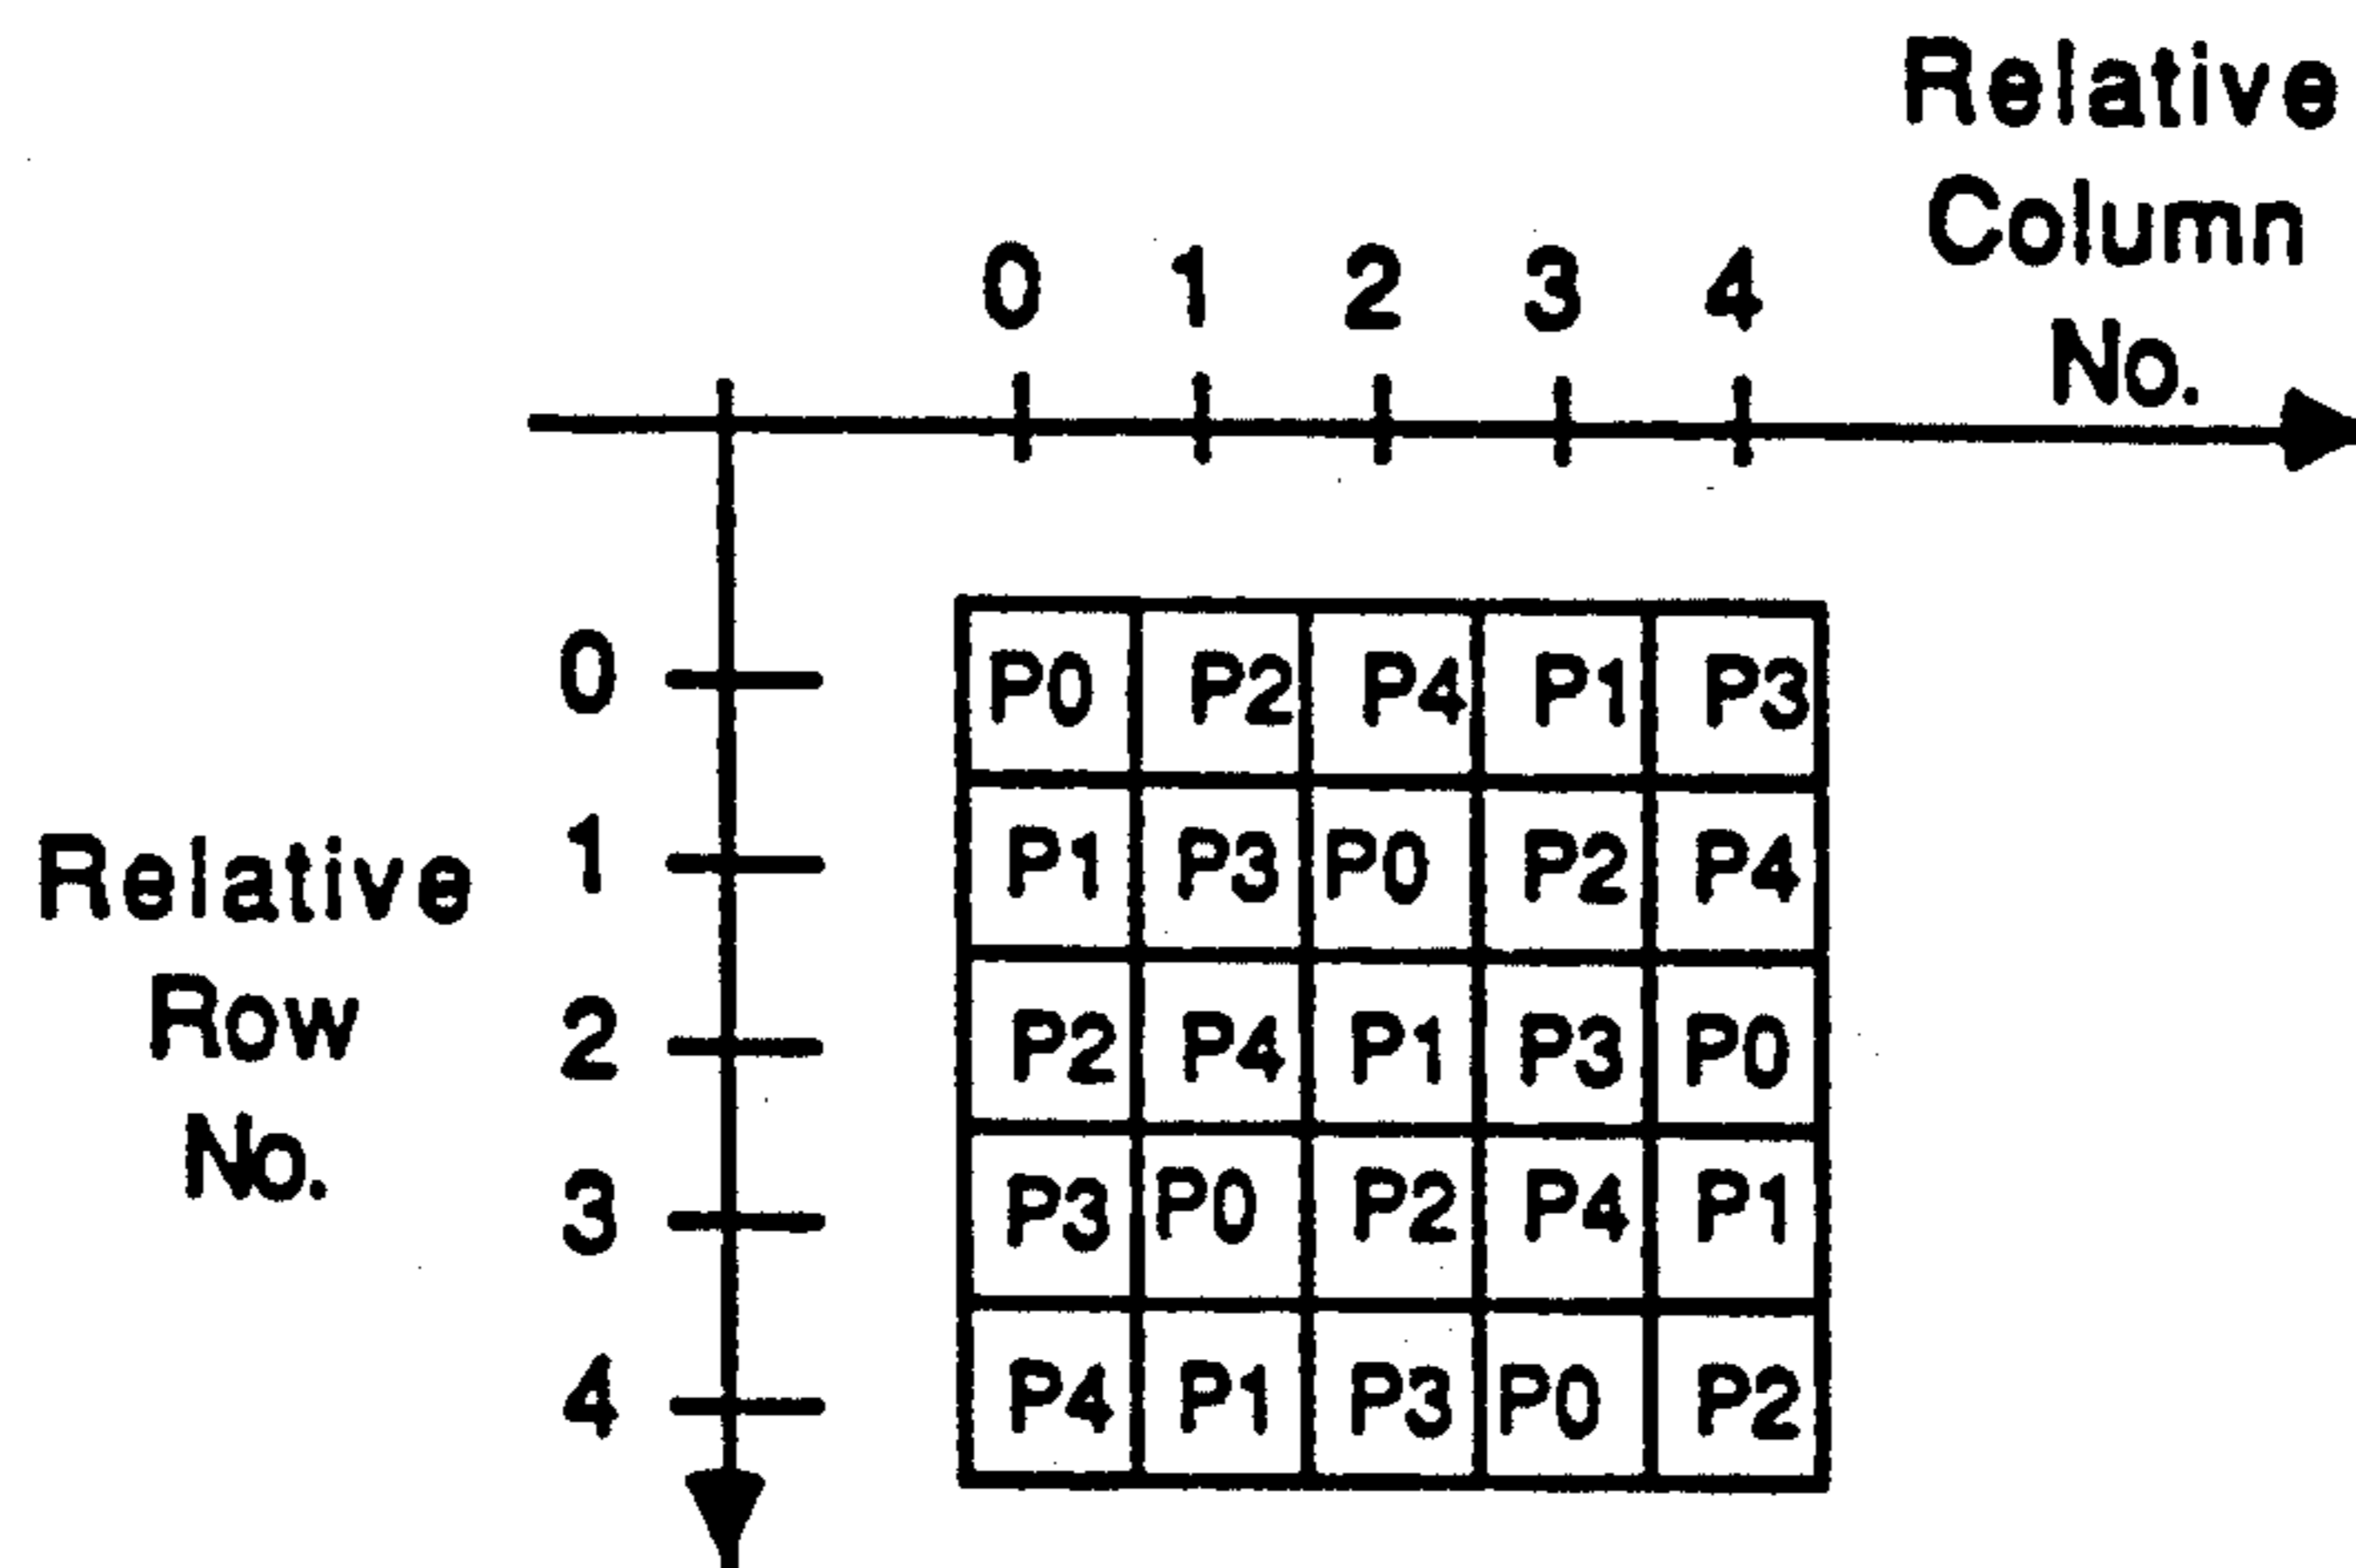 Relative
Column
No.
0 1 2 3 4
0 P0 P2 P4 P1 P3
1 P1 P3 P0 P2 P4
Relative
Row
No.
2 P2 P4 P1 P3 P0
3 P3 P0 P2 P4 P1
4 P4 P1 P3 P0 P2